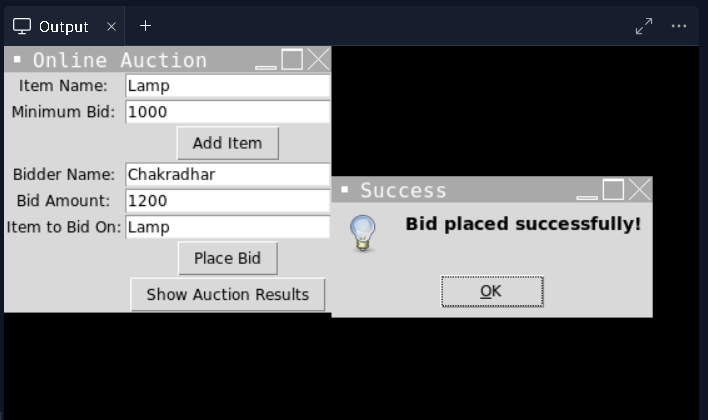 Output
Online Auction
Item Name: Lamp
Minimum Bid: 1000
Add Item
Bidder Name: Chakradhar
Bid Amount: 1200
Item to Bid On: Lamp
Place Bid
Show Auction Results
Success
Bid placed successfully!
OK